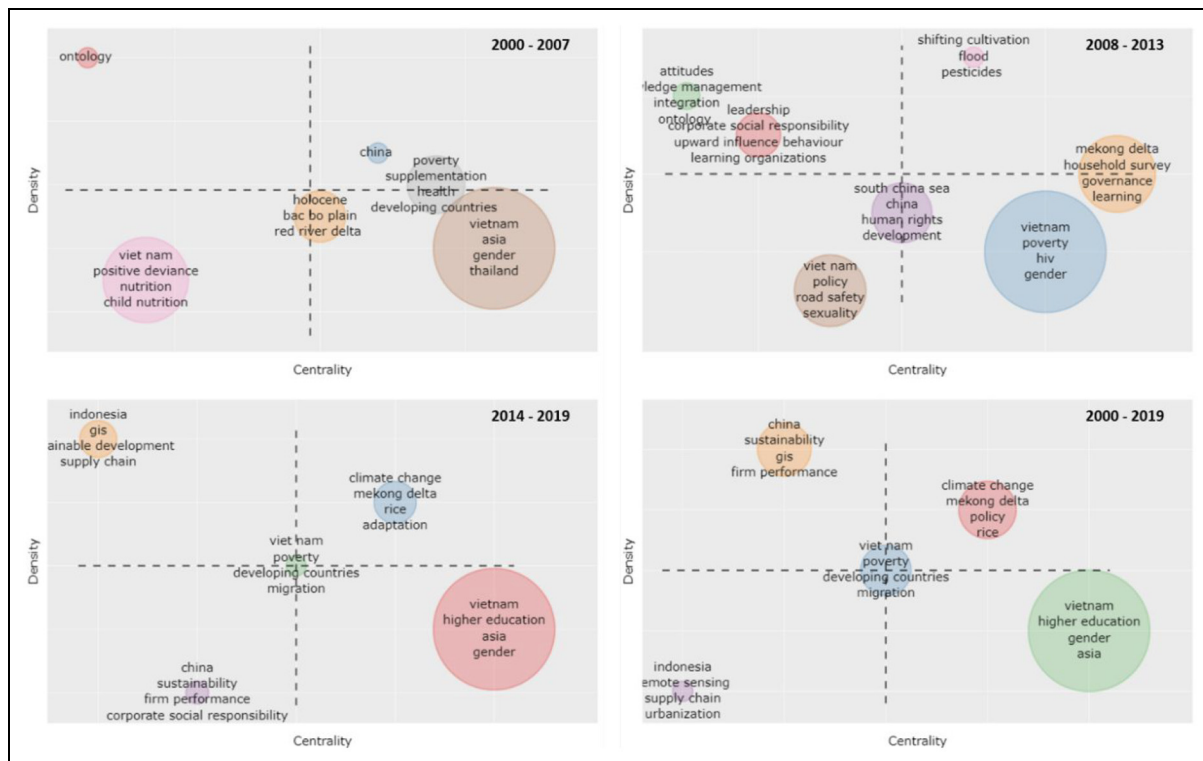 2000 - 2007
ontology
china
poverty
supplementation
health
developing countries
holocene
bac bo plain
red river delta
vietnam
asia
gender
thailand
viet nam
positive deviance
nutrition
child nutrition
Density
Centrality
2008 - 2013
shifting cultivation
flood
pesticides
attitudes
wledge management
integration
ontology
leadership
corporate social responsibility
upward influence behaviour
learning organizations
mekong delta
household survey
governance
learning
south china sea
china
human rights
development
vietnam
poverty
hiv
gender
viet nam
policy
road safety
sexuality
Density
Centrality
2014 - 2019
indonesia
gis
ainable development
supply chain
climate change
mekong delta
rice
adaptation
viet nam
poverty
developing countries
migration
vietnam
higher education
asia
gender
china
sustainability
firm performance
corporate social responsibility
Density
Centrality
2000 - 2019
china
sustainability
gis
firm performance
climate change
mekong delta
policy
rice
viet nam
poverty
developing countries
migration
vietnam
higher education
gender
asia
indonesia
emote sensing
supply chain
urbanization
Density
Centrality